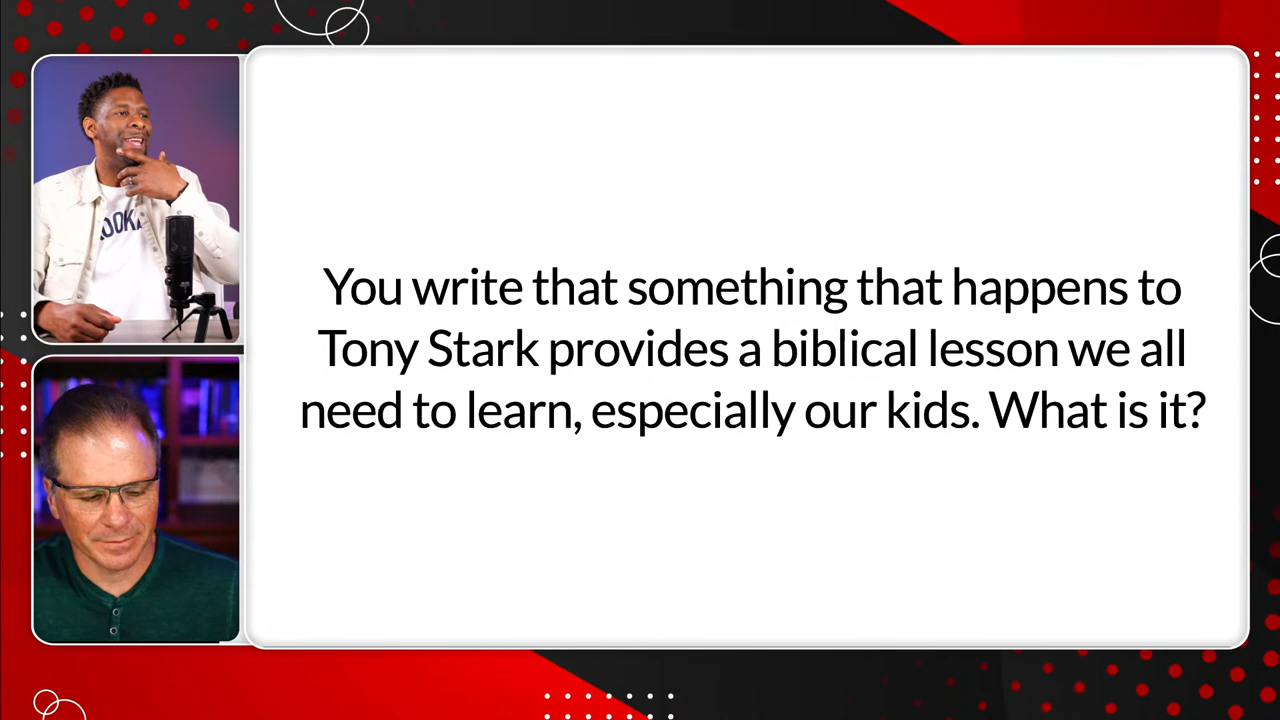 You write that something that happens to
Tony Stark provides a biblical lesson we all
need to learn, especially our kids. What is it?